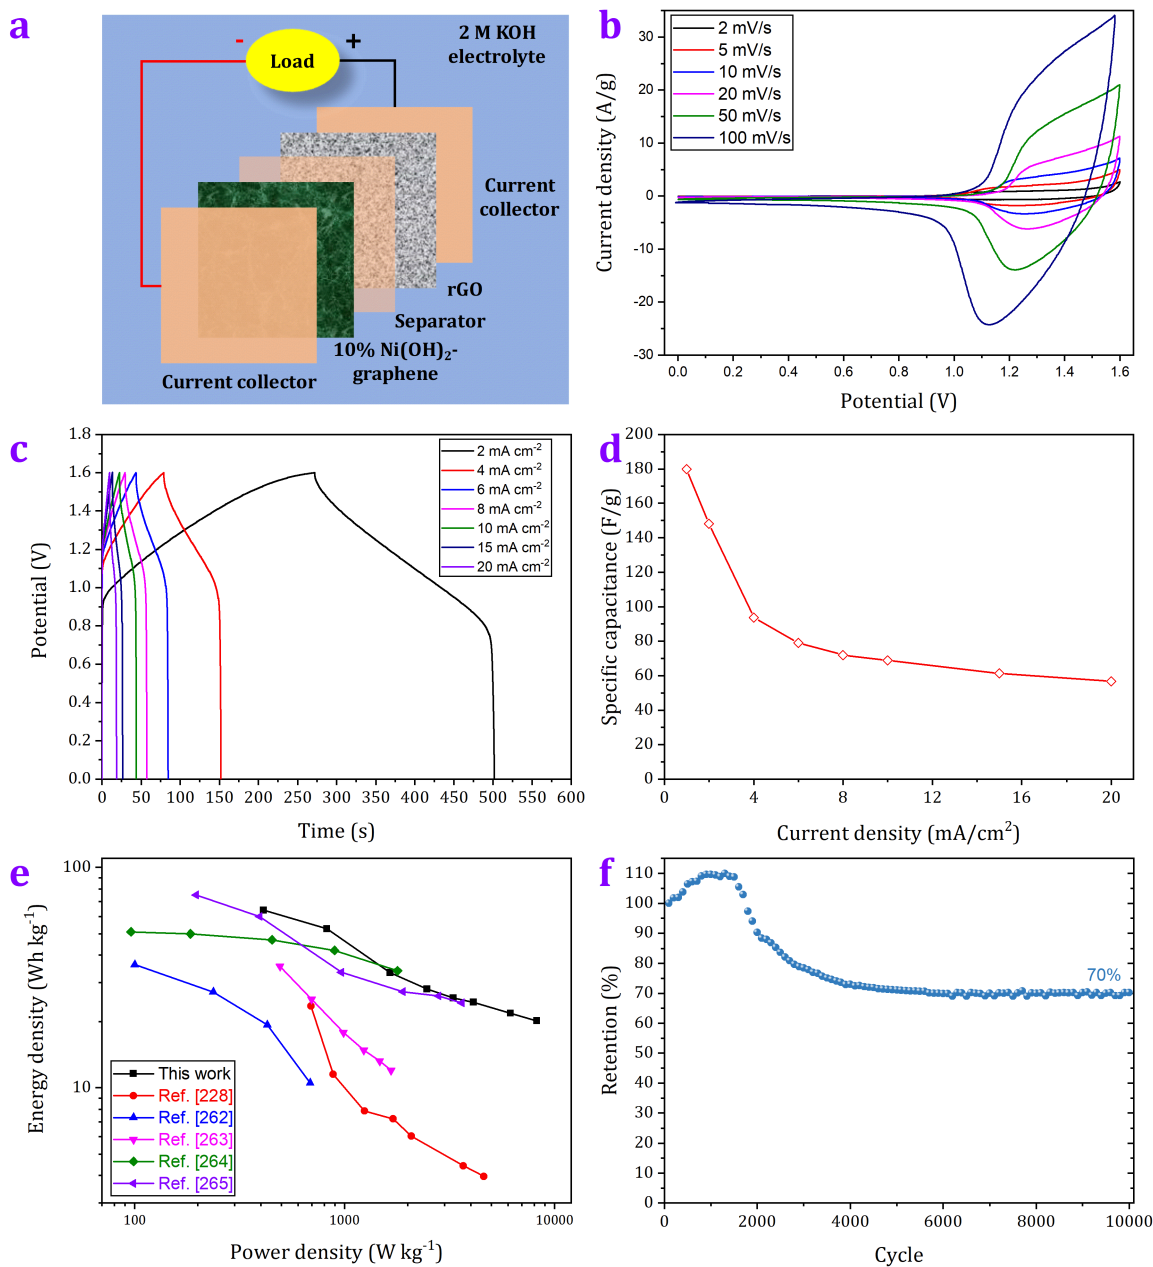 a
-
+
Load
2 M KOH
electrolyte
Current
collector
rGO
Separator
10% Ni(OH)2-
graphene
Current collector
b
Current density (A/g)
30
20
10
0
-10
-20
-30
2 mV/s
5 mV/s
10 mV/s
20 mV/s
50 mV/s
100 mV/s
0.0 0.2 0.4 0.6 0.8 1.0 1.2 1.4 1.6
Potential (V)
c
Potential (V)
1.8
1.6
1.4
1.2
1.0
0.8
0.6
0.4
0.2
0.0
2 mA cm-2
4 mA cm-2
6 mA cm-2
8 mA cm-2
10 mA cm-2
15 mA cm-2
20 mA cm-2
0 50 100 150 200 250 300 350 400 450 500 550 600
Time (s)
d
Specific capacitance (F/g)
200
180
160
140
120
100
80
60
40
20
0
0 4 8 12 16 20
Current density (mA/cm2)
e
Energy density (Wh kg-1)
100
10
This work
Ref. [228]
Ref. [262]
Ref. [263]
Ref. [264]
Ref. [265]
100 1000 10000
Power density (W kg-1)
f
Retention (%)
110
100
90
80
70
60
50
40
30
20
10
0
70%
0 2000 4000 6000 8000 10000
Cycle